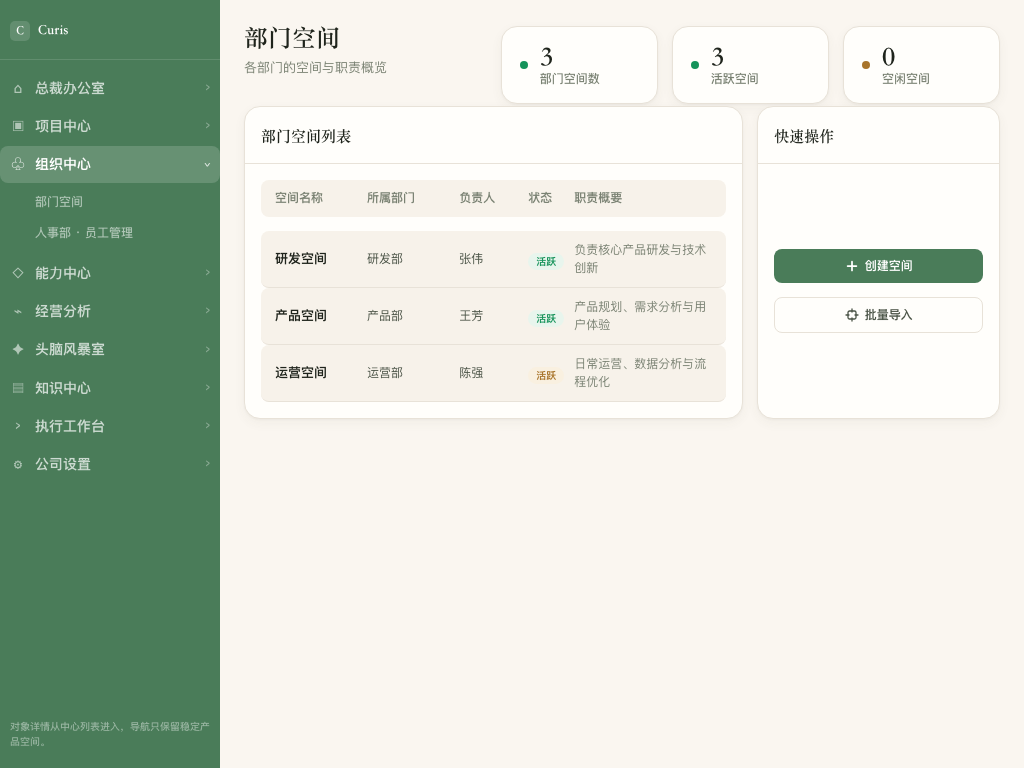 C Curis
总裁办公室
项目中心
组织中心
部门空间
人事部 · 员工管理
能力中心
经营分析
头脑风暴室
知识中心
执行工作台
公司设置
对象详情从中心列表进入，导航只保留稳定产
品空间。
部门空间
各部门的空间与职责概览
3
部门空间数
3
活跃空间
0
空闲空间
部门空间列表
空间名称 所属部门 负责人 状态 职责概要
研发空间 研发部 张伟 活跃 负责核心产品研发与技术
创新
产品空间 产品部 王芳 活跃 产品规划、需求分析与用
户体验
运营空间 运营部 陈强 活跃 日常运营、数据分析与流
程优化
快速操作
创建空间
批量导入